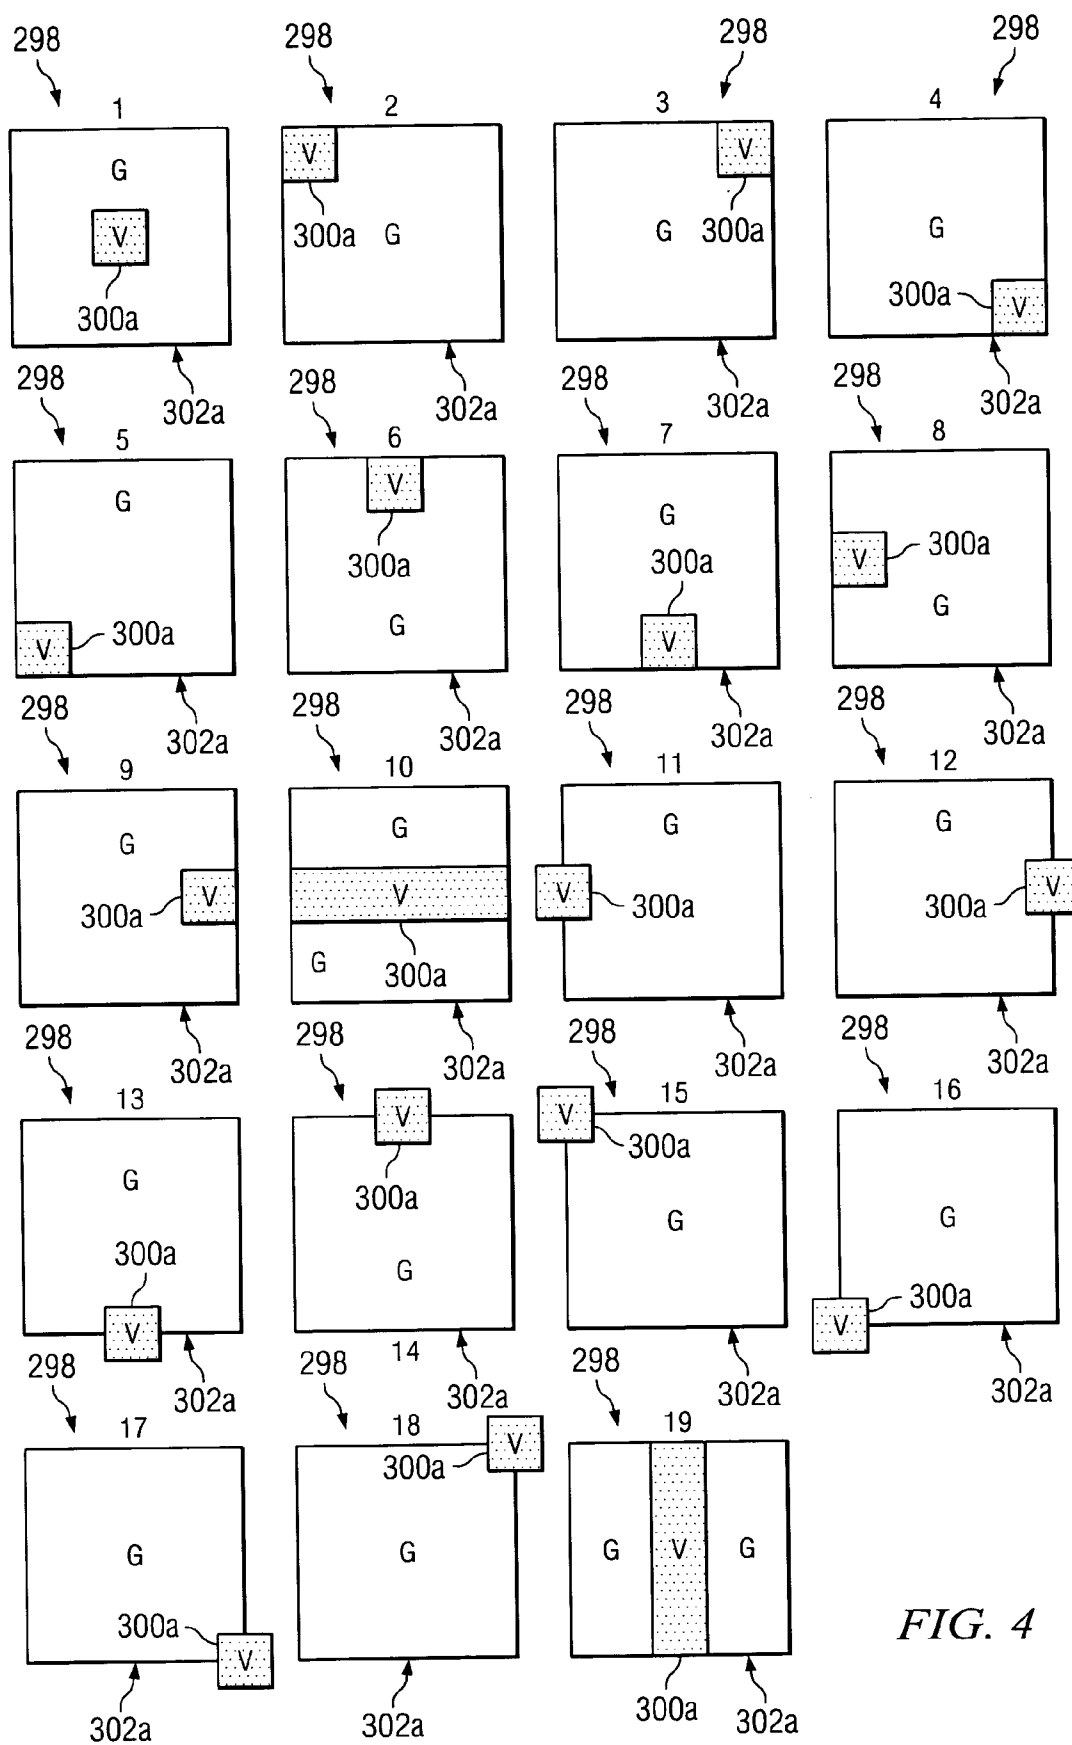 298 298 298 298
1 2 3 4
G V V V
V G G G
300a 300a 300a 300a
302a 302a 302a 302a
298 298 298 298
5 6 7 8
G V G V
V G V G
300a 300a 300a 300a
302a 302a 302a 302a
298 298 298 298
9 10 11 12
G G G G
V V V V
300a G 300a 300a 300a
302a 302a 302a 302a
298 298 298 298
13 14 15 16
G V V G
300a 300a 300a 300a
V G G V
302a 302a 302a 302a
298 298 298
17 18 19
G V G V G
300a 300a
V G
302a 302a 300a 302a
FIG. 4